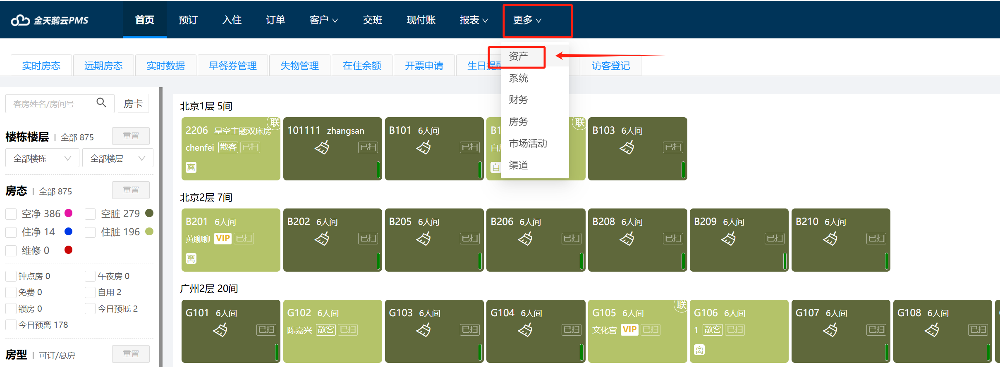 金天鹅云PMS 首页 预订 入住 订单 客户 交班 现付账 报表 更多
资产
系统
财务
房务
市场活动
渠道
实时房态 远期房态 实时数据 早餐券管理 失物管理 在住余额 开票申请 生日提醒 访客登记
客房姓名/房间号 房卡
楼栋楼层 | 全部 875 重置
全部楼栋 全部楼层
房态 | 全部 875 重置
空净 386 空脏 279
住净 14 住脏 196
维修 0
钟点房 0 午夜房 0
免费 0 自用 2
锁房 0 今日预抵 2
今日预离 178
房型 | 可订/总房 重置
北京1层 5间
2206 星空主题双床房 联
chenfei 散客 已扫
离
101111 zhangsan
已扫
B101 6人间
已扫
B1 联
自
自
B103 6人间
已扫
北京2层 7间
B201 6人间
黄聊聊 VIP 已扫
离
B202 6人间
已扫
B205 6人间
已扫
B206 6人间
已扫
B208 6人间
已扫
B209 6人间
已扫
B210 6人间
已扫
广州2层 20间
G101 6人间
已扫
G102 6人间
陈嘉兴 散客 已扫
G103 6人间
已扫
G104 6人间
已扫
G105 6人间 联
文化宫 VIP 已扫
G106 6人间
1 散客 已扫
离
G107 6人间
已扫
G108 6人间
已扫